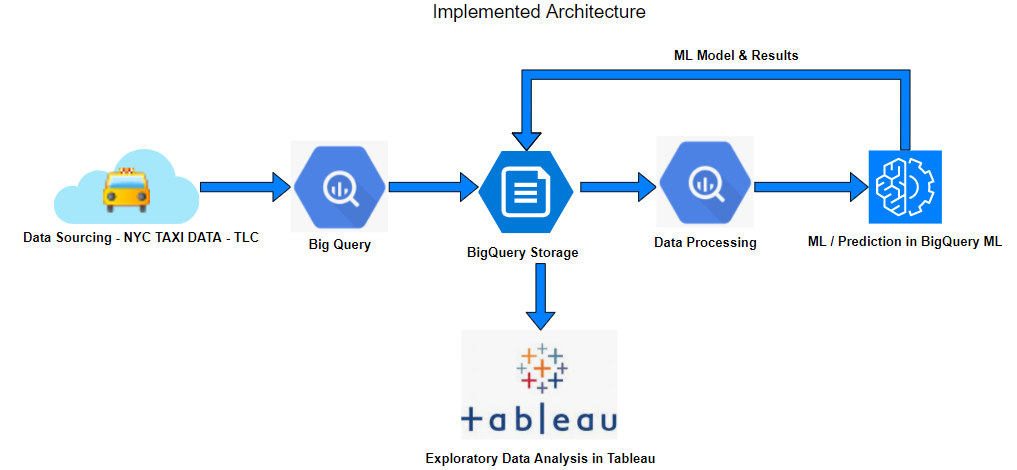 Implemented Architecture
ML Model & Results
Data Sourcing - NYC TAXI DATA - TLC
Big Query
BigQuery Storage
Data Processing
ML / Prediction in BigQuery ML
+ableau
Exploratory Data Analysis in Tableau